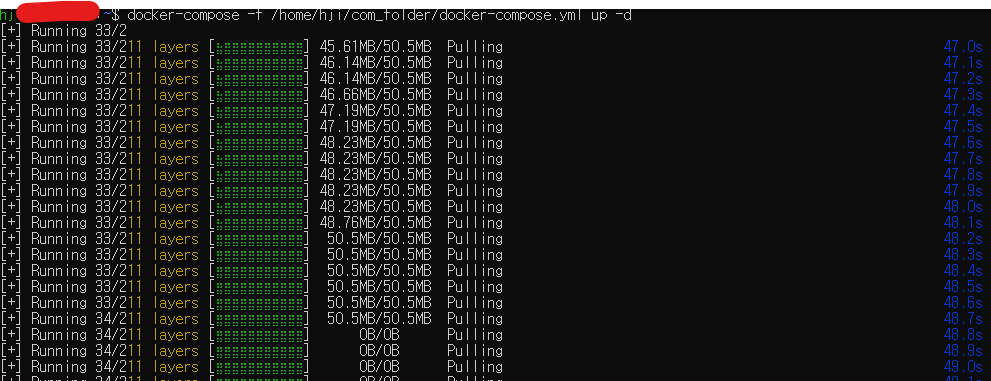 hj ~$ docker-compose -f /home/hji/com_folder/docker-compose.yml up -d
[+] Running 33/2
[+] Running 33/211 layers [⣿⣿⣿⣿⣿⣿⣿⣿⣿⣿⣿] 45.61MB/50.5MB Pulling 47.0s
[+] Running 33/211 layers [⣿⣿⣿⣿⣿⣿⣿⣿⣿⣿⣿] 46.14MB/50.5MB Pulling 47.1s
[+] Running 33/211 layers [⣿⣿⣿⣿⣿⣿⣿⣿⣿⣿⣿] 46.14MB/50.5MB Pulling 47.2s
[+] Running 33/211 layers [⣿⣿⣿⣿⣿⣿⣿⣿⣿⣿⣿] 46.66MB/50.5MB Pulling 47.3s
[+] Running 33/211 layers [⣿⣿⣿⣿⣿⣿⣿⣿⣿⣿⣿] 47.19MB/50.5MB Pulling 47.4s
[+] Running 33/211 layers [⣿⣿⣿⣿⣿⣿⣿⣿⣿⣿⣿] 47.19MB/50.5MB Pulling 47.5s
[+] Running 33/211 layers [⣿⣿⣿⣿⣿⣿⣿⣿⣿⣿⣿] 48.23MB/50.5MB Pulling 47.6s
[+] Running 33/211 layers [⣿⣿⣿⣿⣿⣿⣿⣿⣿⣿⣿] 48.23MB/50.5MB Pulling 47.7s
[+] Running 33/211 layers [⣿⣿⣿⣿⣿⣿⣿⣿⣿⣿⣿] 48.23MB/50.5MB Pulling 47.8s
[+] Running 33/211 layers [⣿⣿⣿⣿⣿⣿⣿⣿⣿⣿⣿] 48.23MB/50.5MB Pulling 47.9s
[+] Running 33/211 layers [⣿⣿⣿⣿⣿⣿⣿⣿⣿⣿⣿] 48.23MB/50.5MB Pulling 48.0s
[+] Running 33/211 layers [⣿⣿⣿⣿⣿⣿⣿⣿⣿⣿⣿] 48.76MB/50.5MB Pulling 48.1s
[+] Running 33/211 layers [⣿⣿⣿⣿⣿⣿⣿⣿⣿⣿⣿] 50.5MB/50.5MB Pulling 48.2s
[+] Running 33/211 layers [⣿⣿⣿⣿⣿⣿⣿⣿⣿⣿⣿] 50.5MB/50.5MB Pulling 48.3s
[+] Running 33/211 layers [⣿⣿⣿⣿⣿⣿⣿⣿⣿⣿⣿] 50.5MB/50.5MB Pulling 48.4s
[+] Running 33/211 layers [⣿⣿⣿⣿⣿⣿⣿⣿⣿⣿⣿] 50.5MB/50.5MB Pulling 48.5s
[+] Running 33/211 layers [⣿⣿⣿⣿⣿⣿⣿⣿⣿⣿⣿] 50.5MB/50.5MB Pulling 48.6s
[+] Running 34/211 layers [⣿⣿⣿⣿⣿⣿⣿⣿⣿⣿⣿] 50.5MB/50.5MB Pulling 48.7s
[+] Running 34/211 layers [⣿⣿⣿⣿⣿⣿⣿⣿⣿⣿⣿] 0B/0B Pulling 48.8s
[+] Running 34/211 layers [⣿⣿⣿⣿⣿⣿⣿⣿⣿⣿⣿] 0B/0B Pulling 48.9s
[+] Running 34/211 layers [⣿⣿⣿⣿⣿⣿⣿⣿⣿⣿⣿] 0B/0B Pulling 49.0s
[+] Running 34/211 layers [⣿⣿⣿⣿⣿⣿⣿⣿⣿⣿⣿] 0B/0B Pulling 49.1s